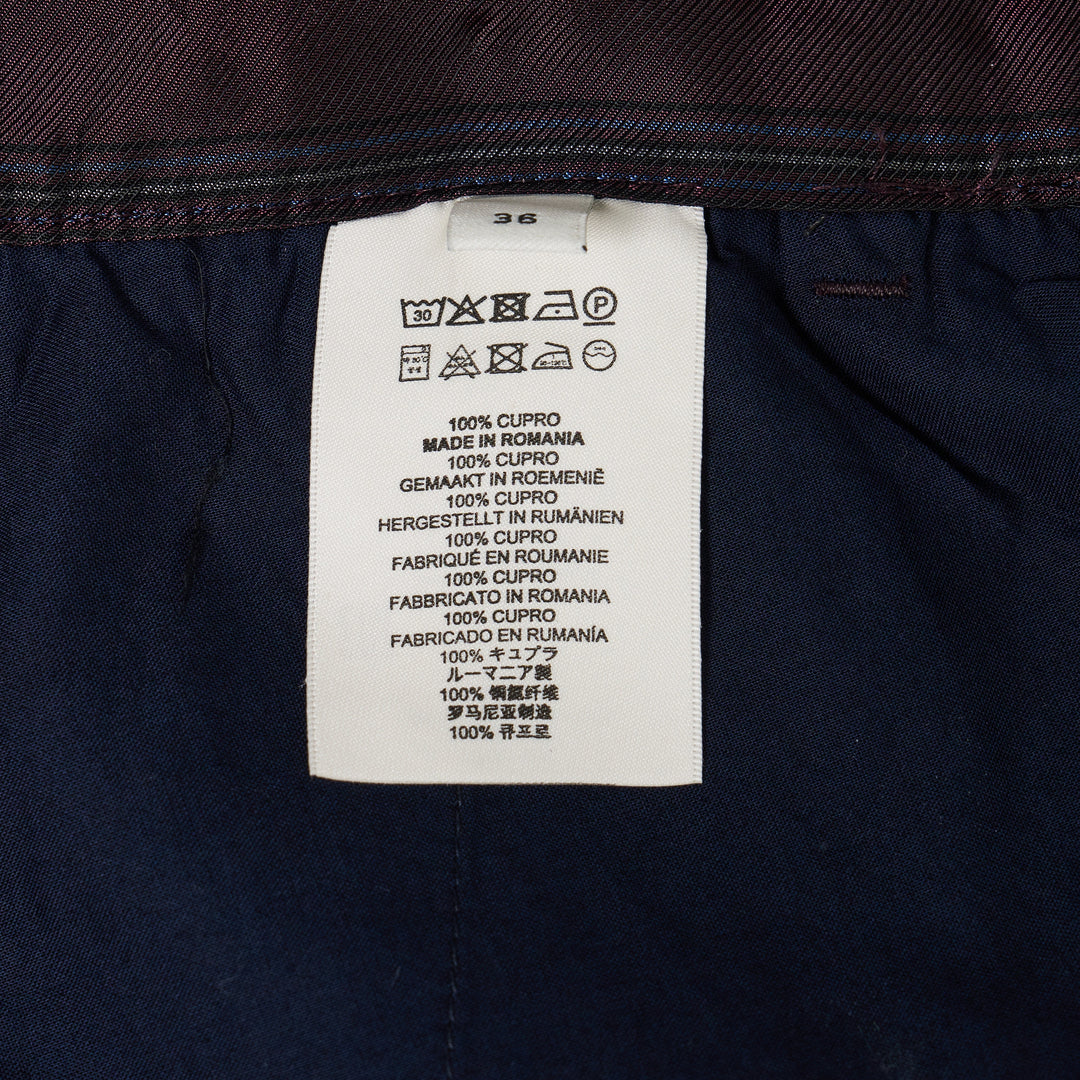 36
30
P
100% CUPRO
MADE IN ROMANIA
100% CUPRO
GEMAAKT IN ROEMENIË
100% CUPRO
HERGESTELLT IN RUMÄNIEN
100% CUPRO
FABRIQUÉ EN ROUMANIE
100% CUPRO
FABBRICATO IN ROMANIA
100% CUPRO
FABRICADO EN RUMANÍA
100% キュプラ
ルーマニア製
100% 铜氨纤维
罗马尼亚制造
100% 큐프로